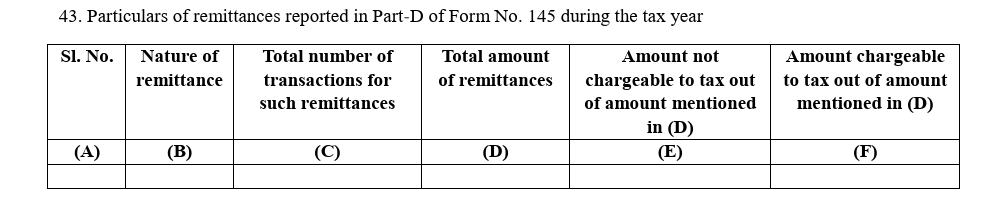 43. Particulars of remittances reported in Part-D of Form No. 145 during the tax year
Sl. No. Nature of Total number of Total amount Amount not Amount chargeable
remittance transactions for of remittances chargeable to tax out to tax out of amount
such remittances of amount mentioned mentioned in (D)
in (D)
(A) (B) (C) (D) (E) (F)